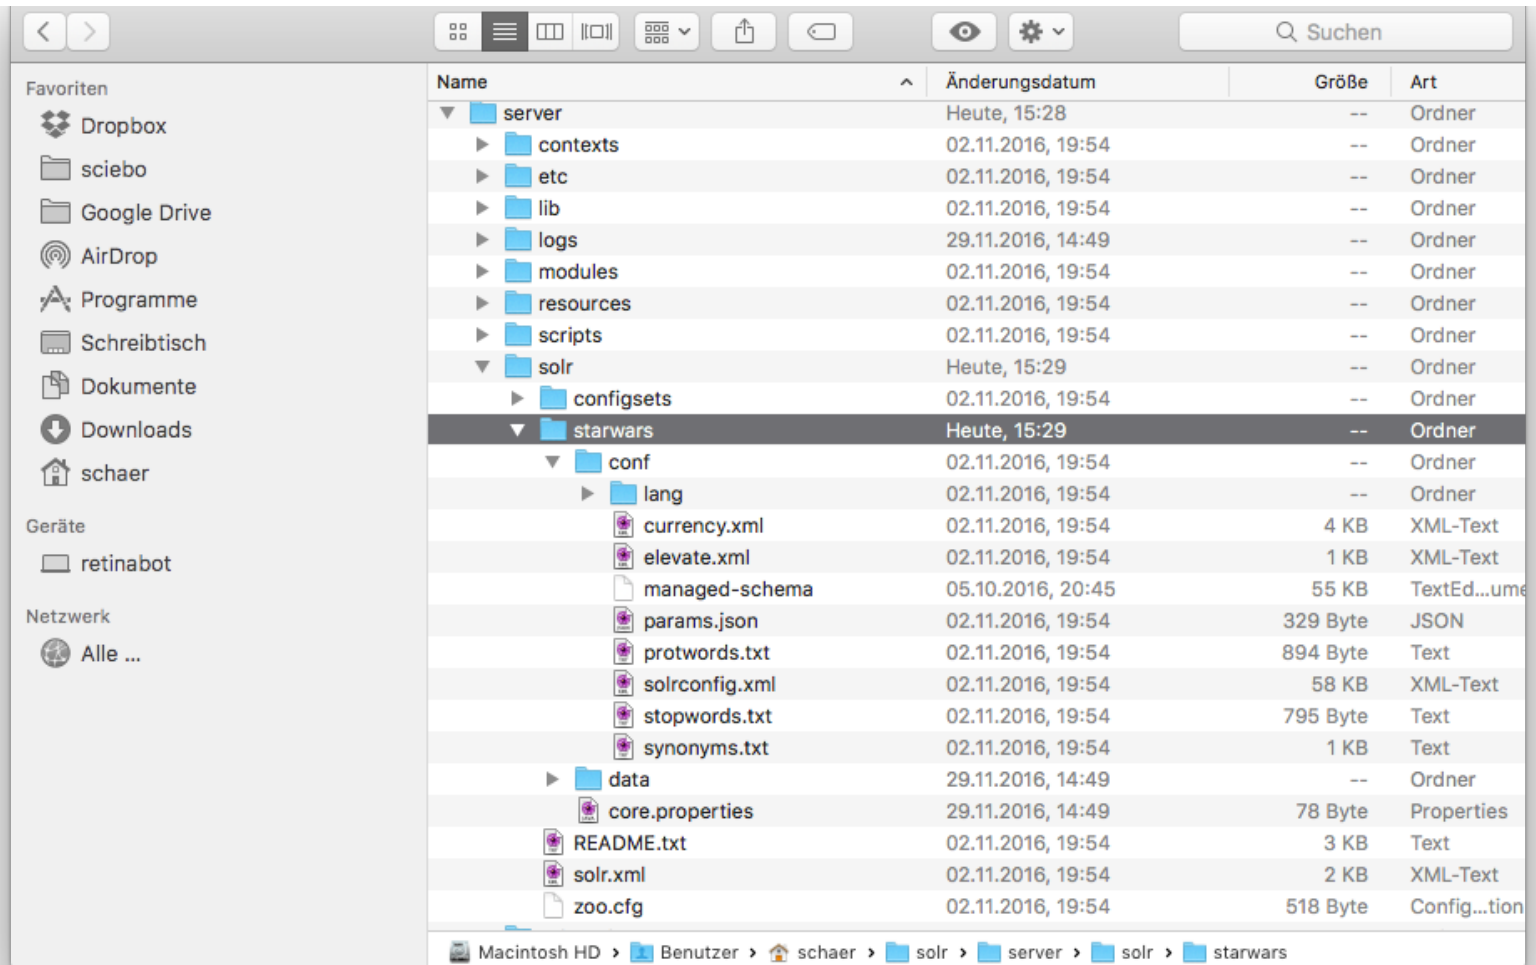 Suchen
Favoriten
Dropbox
sciebo
Google Drive
AirDrop
Programme
Schreibtisch
Dokumente
Downloads
schaer
Geräte
retinabot
Netzwerk
Alle ...
Name Änderungsdatum Größe Art
server Heute, 15:28 -- Ordner
contexts 02.11.2016, 19:54 -- Ordner
etc 02.11.2016, 19:54 -- Ordner
lib 02.11.2016, 19:54 -- Ordner
logs 29.11.2016, 14:49 -- Ordner
modules 02.11.2016, 19:54 -- Ordner
resources 02.11.2016, 19:54 -- Ordner
scripts 02.11.2016, 19:54 -- Ordner
solr Heute, 15:29 -- Ordner
configsets 02.11.2016, 19:54 -- Ordner
starwars Heute, 15:29 -- Ordner
conf 02.11.2016, 19:54 -- Ordner
lang 02.11.2016, 19:54 -- Ordner
currency.xml 02.11.2016, 19:54 4 KB XML-Text
elevate.xml 02.11.2016, 19:54 1 KB XML-Text
managed-schema 05.10.2016, 20:45 55 KB TextEd...ume
params.json 02.11.2016, 19:54 329 Byte JSON
protwords.txt 02.11.2016, 19:54 894 Byte Text
solrconfig.xml 02.11.2016, 19:54 58 KB XML-Text
stopwords.txt 02.11.2016, 19:54 795 Byte Text
synonyms.txt 02.11.2016, 19:54 1 KB Text
data 29.11.2016, 14:49 -- Ordner
core.properties 29.11.2016, 14:49 78 Byte Properties
README.txt 02.11.2016, 19:54 3 KB Text
solr.xml 02.11.2016, 19:54 2 KB XML-Text
zoo.cfg 02.11.2016, 19:54 518 Byte Config...tion
Macintosh HD › Benutzer › schaer › solr › server › solr › starwars